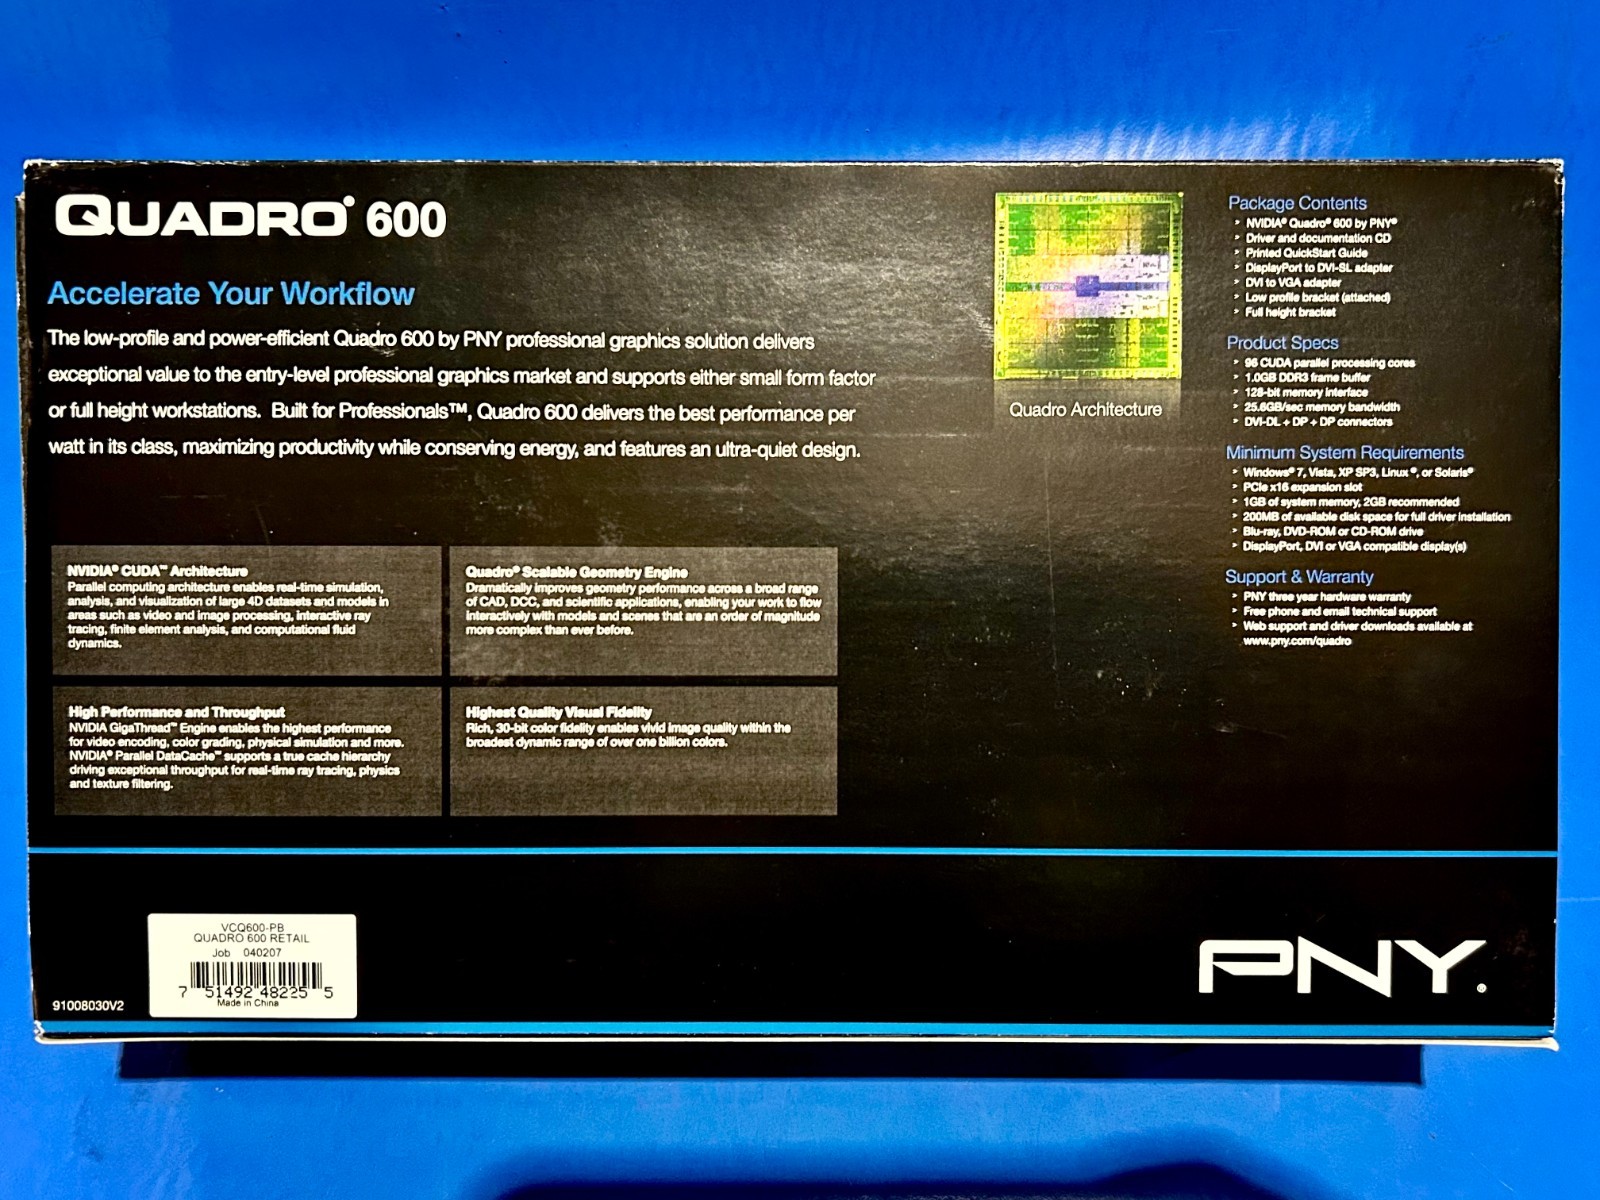 QUADRO® 600
Accelerate Your Workflow
The low-profile and power-efficient Quadro 600 by PNY professional graphics solution delivers
exceptional value to the entry-level professional graphics market and supports either small form factor
or full height workstations. Built for Professionals™, Quadro 600 delivers the best performance per
watt in its class, maximizing productivity while conserving energy, and features an ultra-quiet design.
NVIDIA® CUDA™ Architecture
Parallel computing architecture enables real-time simulation,
analysis, and visualization of large 4D datasets and models in
areas such as video and image processing, interactive ray
tracing, finite element analysis, and computational fluid
dynamics.
Quadro® Scalable Geometry Engine
Dramatically improves geometry performance across a broad range
of CAD, DCC, and scientific applications, enabling your work to flow
interactively with models and scenes that are an order of magnitude
more complex than ever before.
High Performance and Throughput
NVIDIA GigaThread™ Engine enables the highest performance
for video encoding, color grading, physical simulation and more.
NVIDIA® Parallel DataCache™ supports a true cache hierarchy
driving exceptional throughput for real-time ray tracing, physics
and texture filtering.
Highest Quality Visual Fidelity
Rich, 30-bit color fidelity enables vivid image quality within the
broadest dynamic range of over one billion colors.
Quadro Architecture
Package Contents
> NVIDIA® Quadro® 600 by PNY®
> Driver and documentation CD
> Printed QuickStart Guide
> DisplayPort to DVI-SL adapter
> DVI to VGA adapter
> Low profile bracket (attached)
> Full height bracket
Product Specs
> 96 CUDA parallel processing cores
> 1.0GB DDR3 frame buffer
> 128-bit memory interface
> 25.6GB/sec memory bandwidth
> DVI-DL + DP + DP connectors
Minimum System Requirements
> Windows® 7, Vista, XP SP3, Linux ®, or Solaris®
> PCIe x16 expansion slot
> 1GB of system memory, 2GB recommended
> 200MB of available disk space for full driver installation
> Blu-ray, DVD-ROM or CD-ROM drive
> DisplayPort, DVI or VGA compatible display(s)
Support & Warranty
> PNY three year hardware warranty
> Free phone and email technical support
> Web support and driver downloads available at
www.pny.com/quadro
91008030V2
VCQ600-PB
QUADRO 600 RETAIL
Job 040207
7 51492 48225 5
Made in China
PNY®